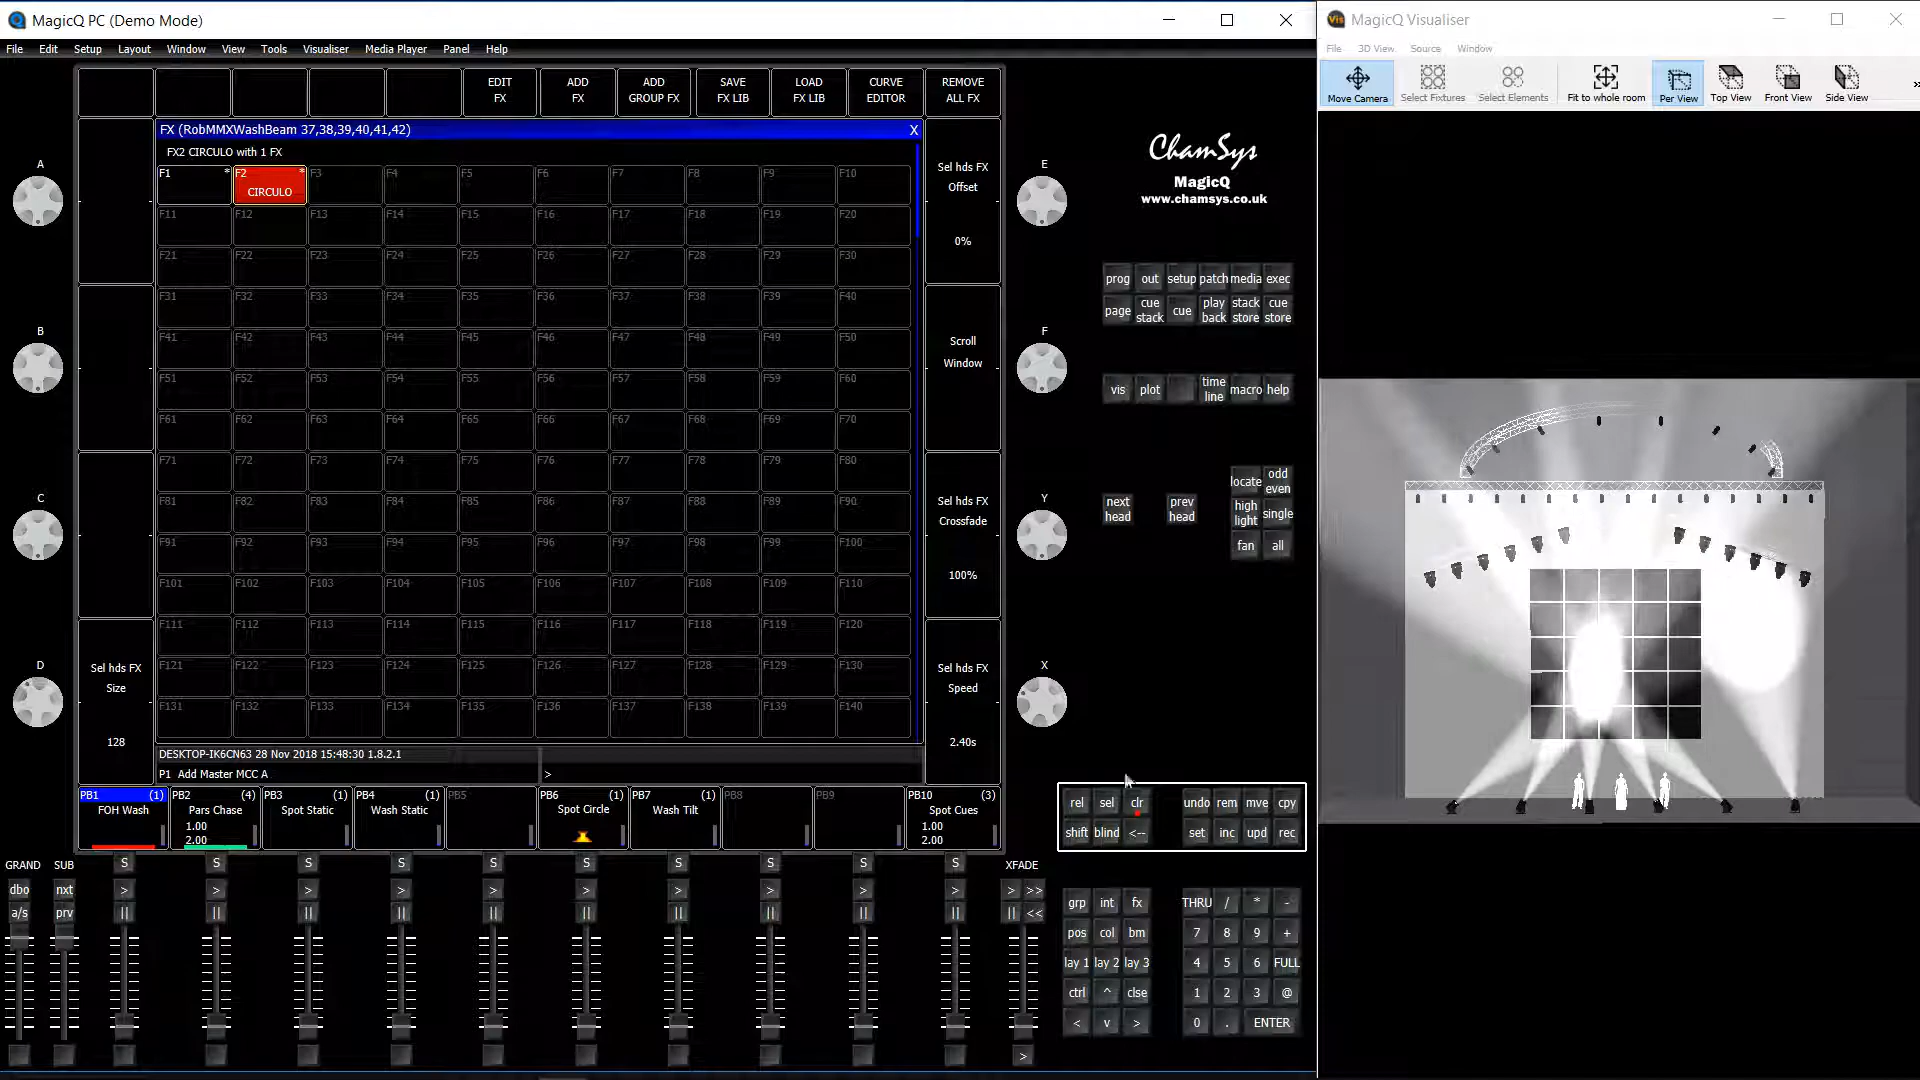 MagicQ PC (Demo Mode)
File Edit Setup Layout Window View Tools Visualiser Media Player Panel Help
EDIT FX
ADD FX
ADD GROUP FX
SAVE FX LIB
LOAD FX LIB
CURVE EDITOR
REMOVE ALL FX
FX (RobMMXWashBeam 37,38,39,40,41,42) X
FX2 CIRCULO with 1 FX
F1 * F2 * F3 F4 F5 F6 F7 F8 F9 F10
CIRCULO
F11 F12 F13 F14 F15 F16 F17 F18 F19 F20
F21 F22 F23 F24 F25 F26 F27 F28 F29 F30
F31 F32 F33 F34 F35 F36 F37 F38 F39 F40
F41 F42 F43 F44 F45 F46 F47 F48 F49 F50
F51 F52 F53 F54 F55 F56 F57 F58 F59 F60
F61 F62 F63 F64 F65 F66 F67 F68 F69 F70
F71 F72 F73 F74 F75 F76 F77 F78 F79 F80
F81 F82 F83 F84 F85 F86 F87 F88 F89 F90
F91 F92 F93 F94 F95 F96 F97 F98 F99 F100
F101 F102 F103 F104 F105 F106 F107 F108 F109 F110
F111 F112 F113 F114 F115 F116 F117 F118 F119 F120
F121 F122 F123 F124 F125 F126 F127 F128 F129 F130
F131 F132 F133 F134 F135 F136 F137 F138 F139 F140
A
B
C
D
Sel hds FX
Size
128
Sel hds FX
Offset
0%
Scroll
Window
Sel hds FX
Crossfade
100%
Sel hds FX
Speed
2.40s
E
F
Y
X
DESKTOP-IK6CN63 28 Nov 2018 15:48:30 1.8.2.1
P1 Add Master MCC A >
PB1 (1) PB2 (4) PB3 (1) PB4 (1) PB5 PB6 (1) PB7 (1) PB8 PB9 PB10 (3)
FOH Wash Pars Chase Spot Static Wash Static Spot Circle Wash Tilt Spot Cues
1.00 1.00
2.00 2.00
GRAND SUB S S S S S S S S S S XFADE
dbo nxt > > > > > > > > > > > >>
a/s prv || || || || || || || || || || || <<
>
ChamSys
MagicQ
www.chamsys.co.uk
prog out setup patch media exec
page cue stack cue play back stack store cue store
vis plot time line macro help
locate odd even
next head prev head high light single
fan all
rel sel clr undo rem mve cpy
shift blind <-- set inc upd rec
grp int fx THRU / * -
pos col bm 7 8 9 +
lay 1 lay 2 lay 3 4 5 6 FULL
ctrl ^ clse 1 2 3 @
< v > 0 . ENTER
Vis MagicQ Visualiser
File 3D View Source Window
Move Camera Select Fixtures Select Elements Fit to whole room Per View Top View Front View Side View »